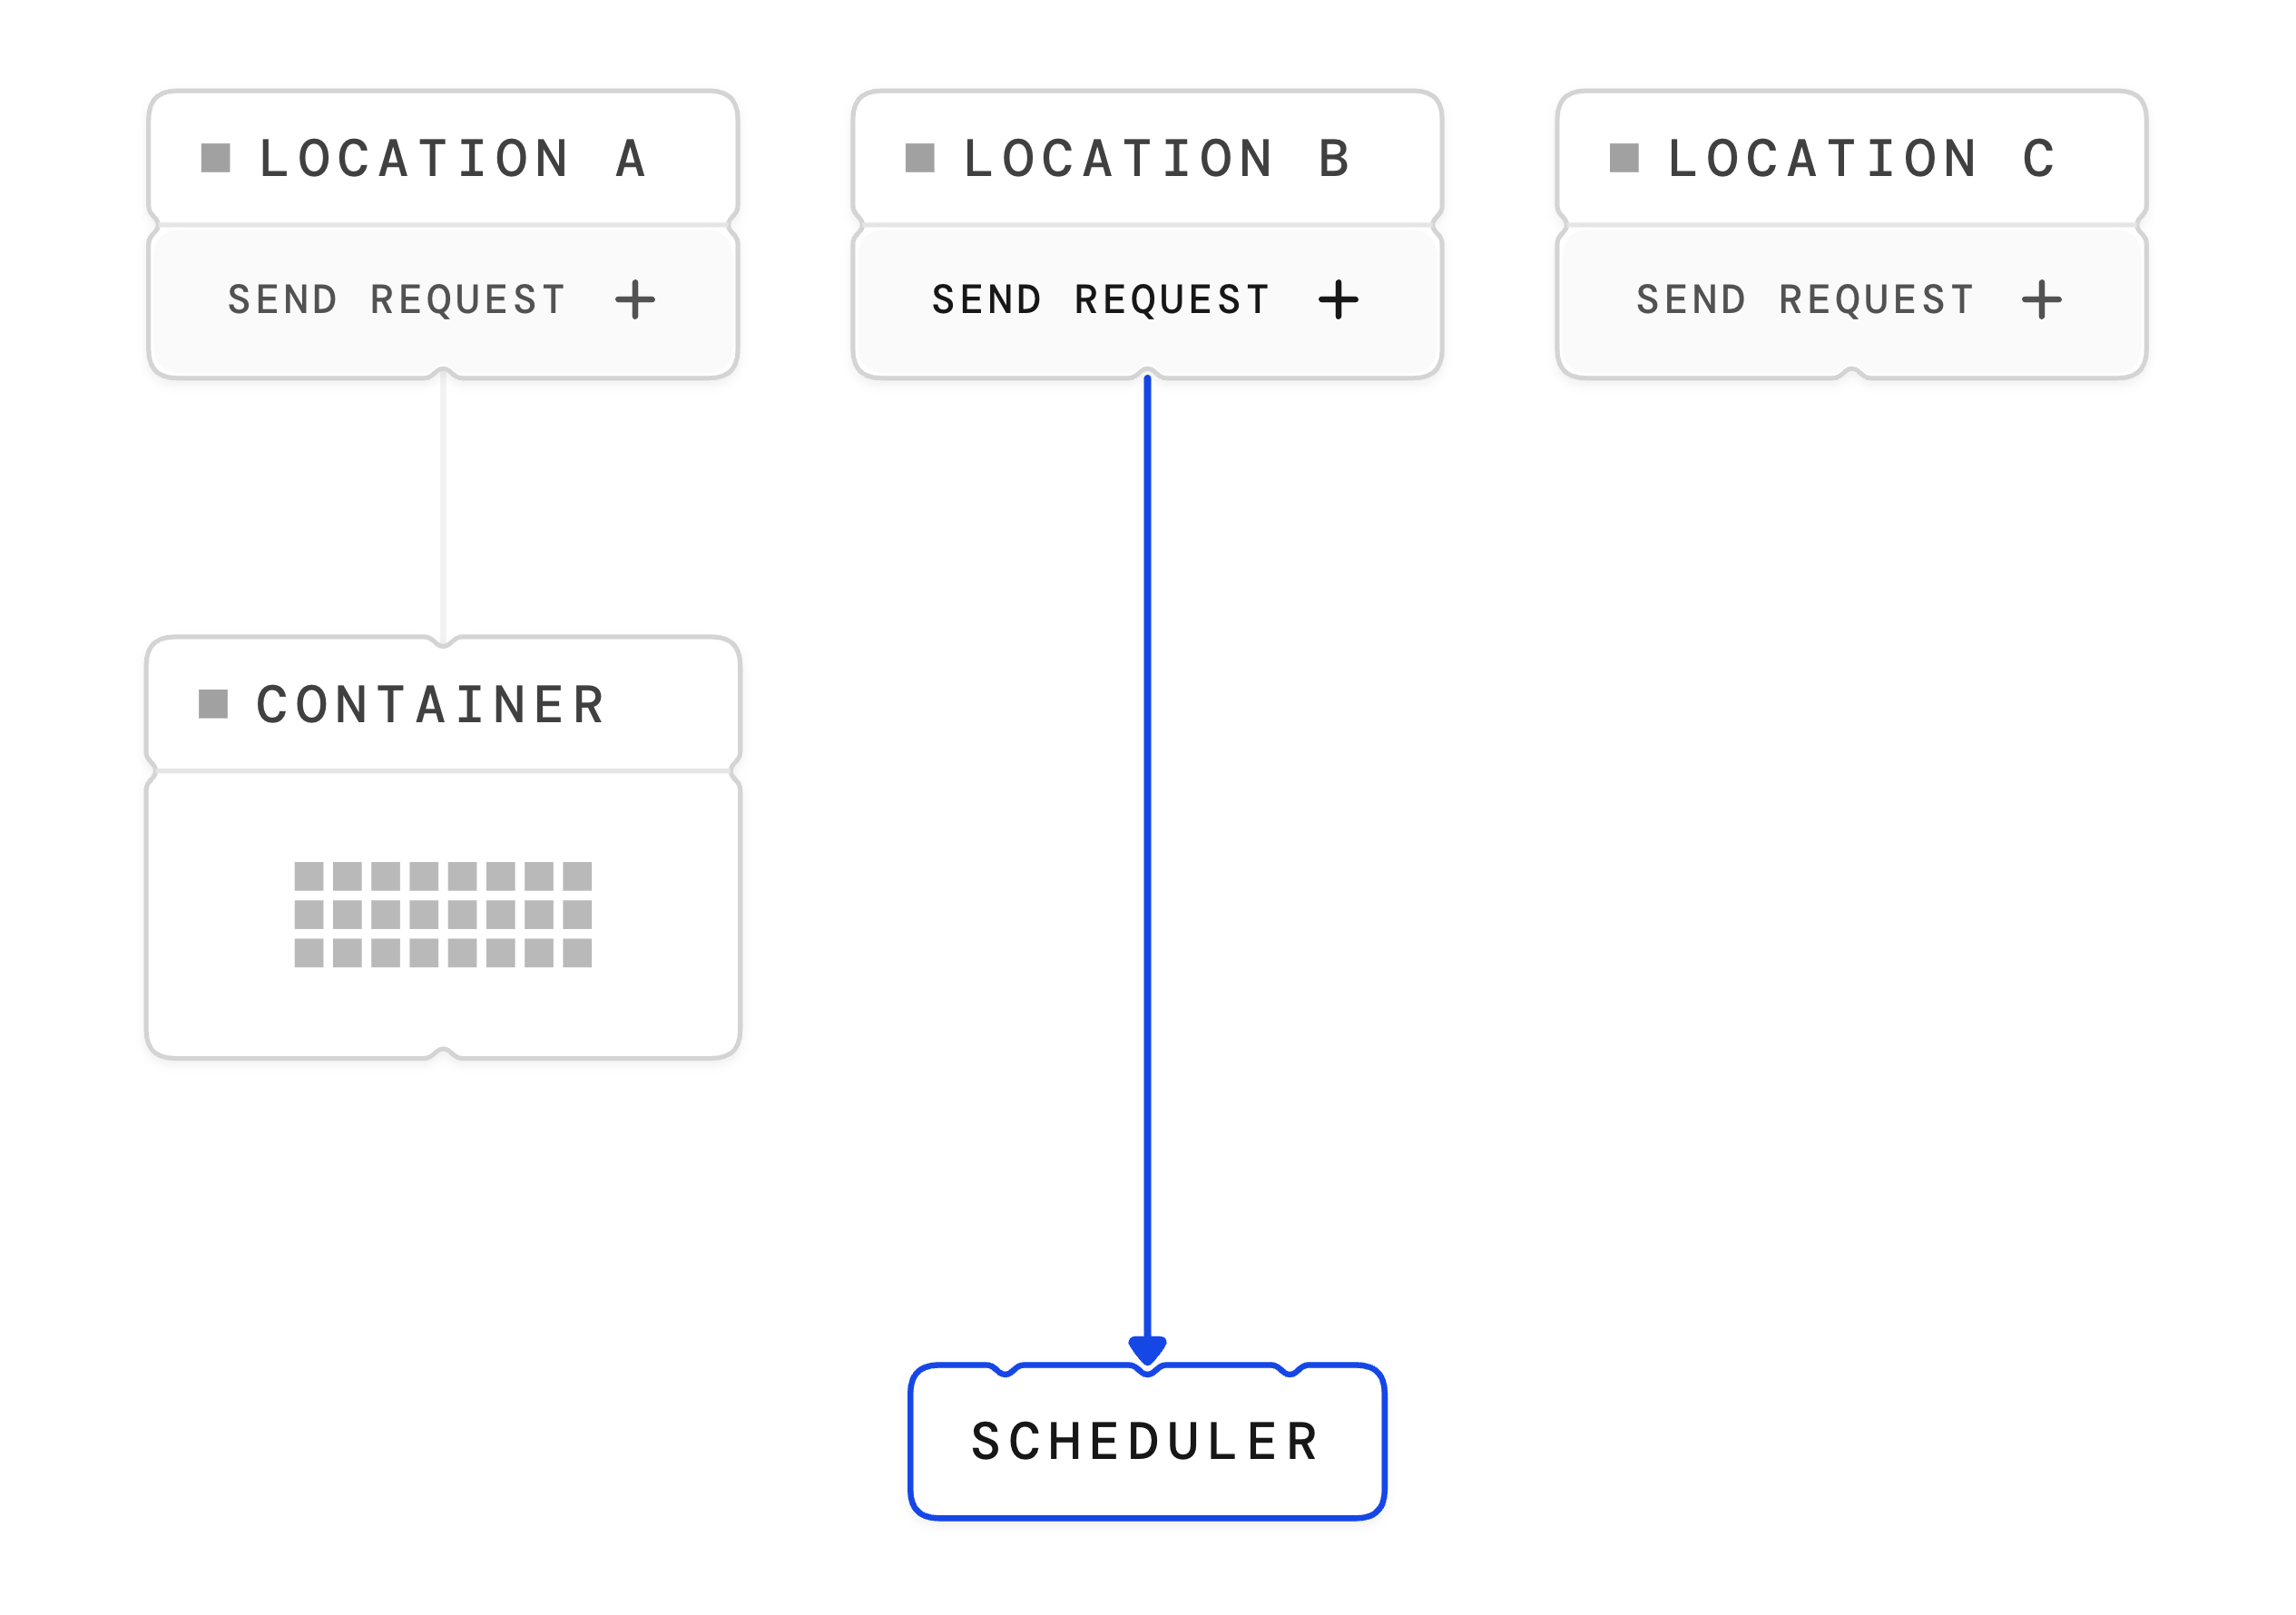 LOCATION A
SEND REQUEST +
LOCATION B
SEND REQUEST +
LOCATION C
SEND REQUEST +
CONTAINER
SCHEDULER